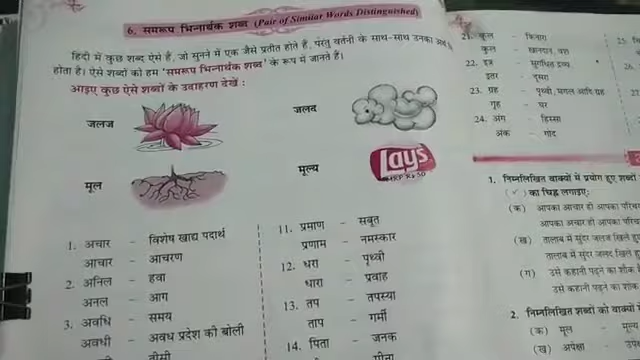 6. समरूप भिन्नार्थक शब्द (Pair of Similar Words Distinguished)
हिंदी में कुछ शब्द ऐसे हैं, जो सुनने में एक जैसे प्रतीत होते हैं, परंतु वर्तनी के साथ-साथ उनका अर्थ
होता है। ऐसे शब्दों को हम 'समरूप भिन्नार्थक शब्द' के रूप में जानते हैं।
आइए कुछ ऐसे शब्दों के उदाहरण देखें :
जलज
जलद
मूल
मूल्य
Lays
1. अचार – विशेष खाद्य पदार्थ
आचार – आचरण
2. अनिल – हवा
अनल – आग
3. अवधि – समय
अवधी – अवध प्रदेश की बोली
11. प्रमाण – सबूत
प्रणाम – नमस्कार
12. धरा – पृथ्वी
धारा – प्रवाह
13. तप – तपस्या
ताप – गर्मी
14. पिता – जनक
21. कूल – किनारा
कुल – खानदान, वंश
22. इत्र – सुगंधित द्रव्य
इतर – दूसरा
23. ग्रह – पृथ्वी, मंगल आदि ग्रह
गृह – घर
24. अंग – हिस्सा
अंक – गोद
25.
26.
1. निम्नलिखित वाक्यों में प्रयोग हुए शब्दों
(✓) का चिह्न लगाइए:
(क) आपका आचार ही आपका
आपका अचार ही आपका
(ख) तालाब में सुंदर जलज खिले
तालाब में सुंदर जलद खिले
(ग) उसे कहानी पढ़ने का शौक
उसे कहानी पढ़ने का
2. निम्नलिखित शब्दों को वाक्यों
(क) मूल – मूल्य
(ख) अपेक्षा –